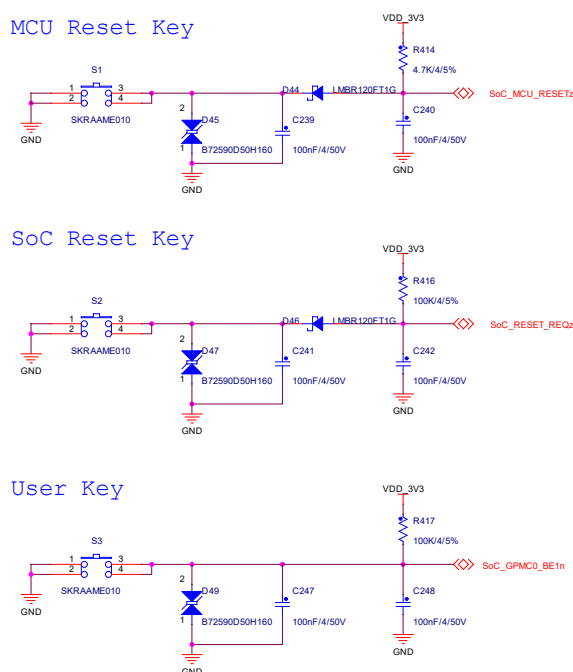 MCU Reset Key
VDD_3V3
R414
4.7K/4/5%
S1
1 3
2 4
SKRAAME010
GND
D44 LMBR120FT1G
SoC_MCU_RESETz
2
D45
1
B72590D50H160
C239
100nF/4/50V
C240
100nF/4/50V
GND
GND
SoC Reset Key
VDD_3V3
R416
100K/4/5%
S2
1 3
2 4
SKRAAME010
GND
D46 LMBR120FT1G
SoC_RESET_REQz
2
D47
1
B72590D50H160
C241
100nF/4/50V
C242
100nF/4/50V
GND
GND
User Key
VDD_3V3
R417
100K/4/5%
S3
1 3
2 4
SKRAAME010
GND
SoC_GPMC0_BE1n
2
D49
1
B72590D50H160
C247
100nF/4/50V
C248
100nF/4/50V
GND
GND